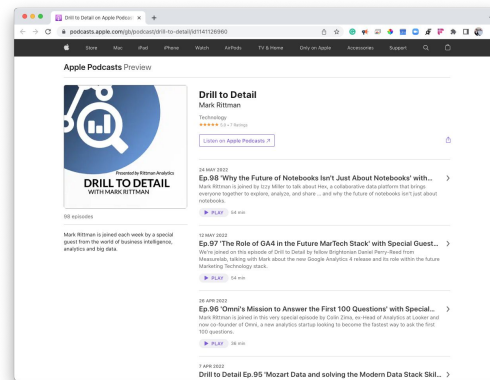 Drill to Detail on Apple Podcas
podcasts.apple.com/gb/podcast/drill-to-detail/id1141126960
Store Mac iPad iPhone Watch AirPods TV & Home Only on Apple Accessories Support
Apple Podcasts Preview
Presented by Rittman Analytics
DRILL TO DETAIL
WITH MARK RITTMAN
98 episodes
Mark Rittman is joined each week by a special
guest from the world of business intelligence,
analytics and big data.
Drill to Detail
Mark Rittman
Technology
★★★★★ 5.0 • 7 Ratings
Listen on Apple Podcasts ↗
24 MAY 2022
Ep.98 'Why the Future of Notebooks Isn't Just About Notebooks' with...
Mark Rittman is joined by Izzy Miller to talk about Hex, a collaborative data platform that brings
everyone together to explore, analyze, and share ... and why the future of notebooks isn't just about
notebooks.
PLAY 54 min
12 MAY 2022
Ep.97 'The Role of GA4 in the Future MarTech Stack' with Special Guest...
We're joined on this episode of Drill to Detail by fellow Brightonian Daniel Perry-Reed from
Measurelab, talking with Mark about the new Google Analytics 4 release and its role within the future
Marketing Technology stack.
PLAY 54 min
26 APR 2022
Ep.96 'Omni's Mission to Answer the First 100 Questions' with Special...
Mark Rittman is joined in this very special episode by Colin Zima, ex-Head of Analytics at Looker and
now co-founder of Omni, a new analytics startup looking to become the fastest way to ask the first
100 questions.
PLAY 36 min
7 APR 2022
Drill to Detail Ep.95 'Mozart Data and solving the Modern Data Stack Skil...